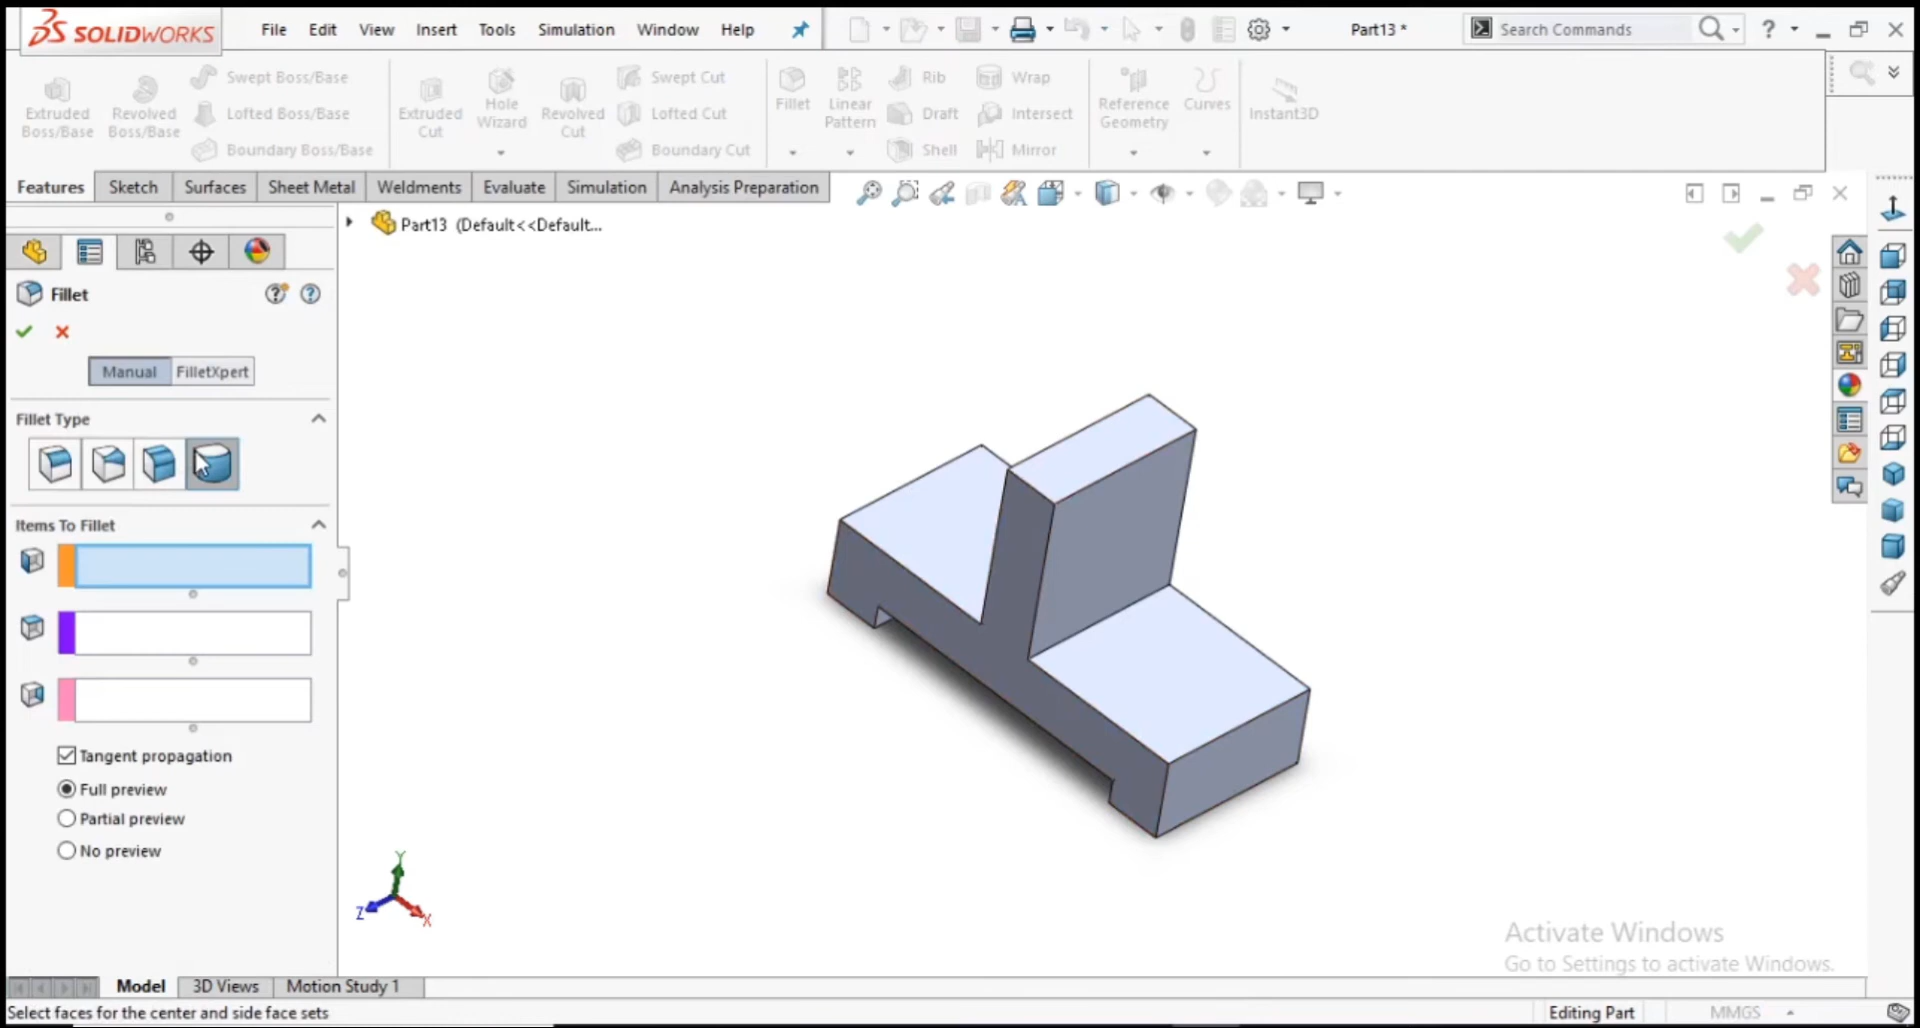 SOLIDWORKS File Edit View Insert Tools Simulation Window Help Part13 * Search Commands ?
Extruded Boss/Base
Revolved Boss/Base
Swept Boss/Base
Lofted Boss/Base
Boundary Boss/Base
Extruded Cut
Hole Wizard
Revolved Cut
Swept Cut
Lofted Cut
Boundary Cut
Fillet
Linear Pattern
Rib
Draft
Shell
Wrap
Intersect
Mirror
Reference Geometry
Curves
Instant3D
Features Sketch Surfaces Sheet Metal Weldments Evaluate Simulation Analysis Preparation
Part13 (Default<<Default...
Fillet
Manual FilletXpert
Fillet Type
Items To Fillet
Tangent propagation
Full preview
Partial preview
No preview
Y
Z
X
Activate Windows
Go to Settings to activate Windows.
Model 3D Views Motion Study 1
Select faces for the center and side face sets
Editing Part MMGS